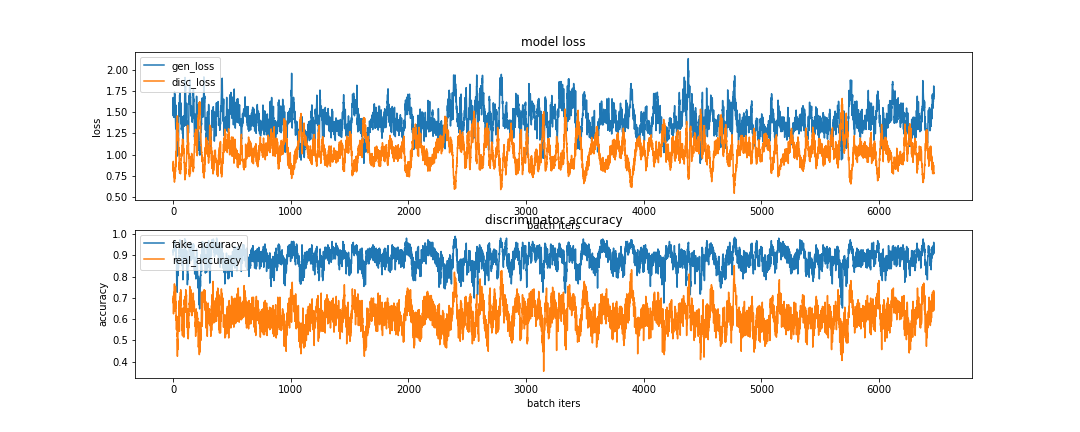 model loss
gen_loss
disc_loss
loss
2.00
1.75
1.50
1.25
1.00
0.75
0.50
0 1000 2000 3000 4000 5000 6000
batch iters
discriminator accuracy
fake_accuracy
real_accuracy
accuracy
1.0
0.9
0.8
0.7
0.6
0.5
0.4
0 1000 2000 3000 4000 5000 6000
batch iters